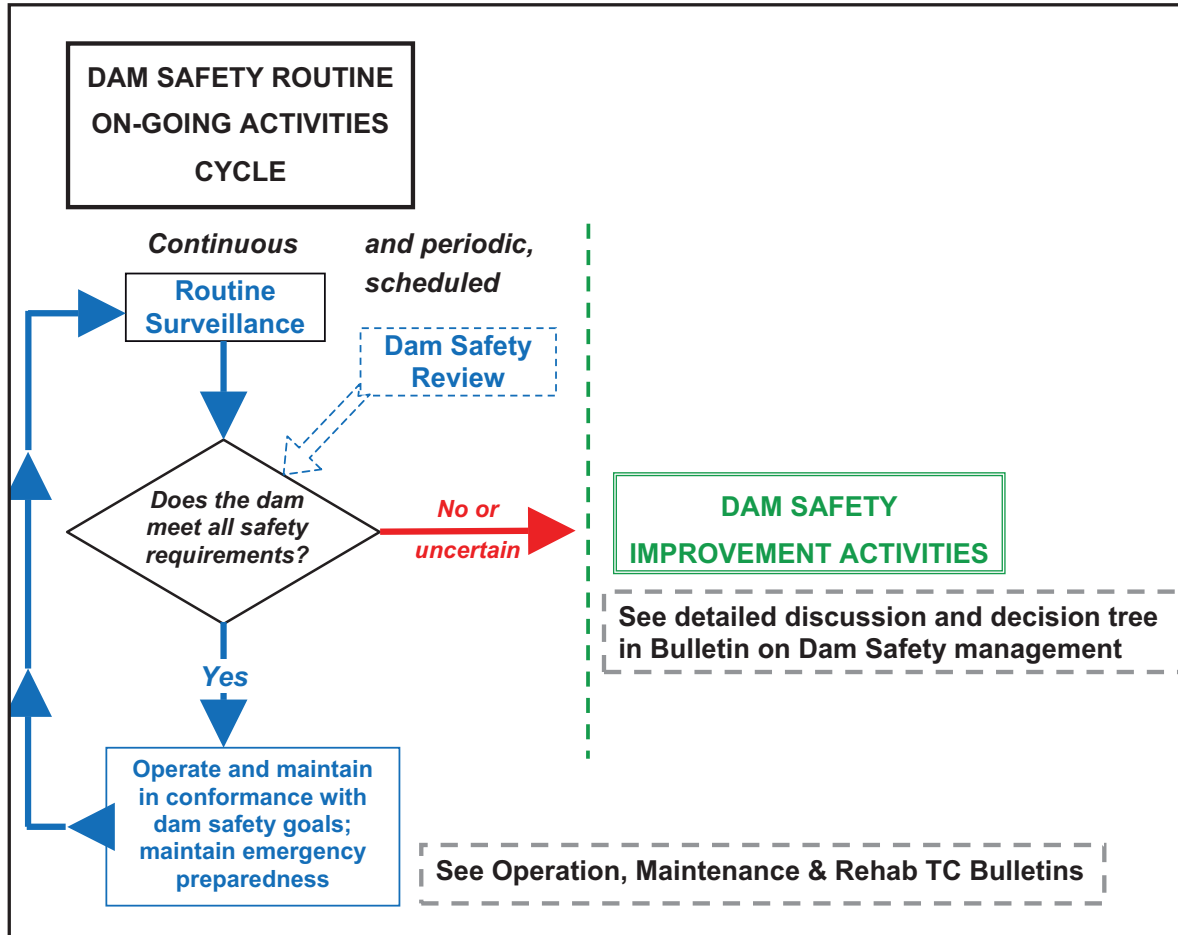 DAM SAFETY ROUTINE
ON-GOING ACTIVITIES
CYCLE
Continuous
and periodic,
scheduled
Routine
Surveillance
Dam Safety
Review
Does the dam
meet all safety
requirements?
No or
uncertain
DAM SAFETY
IMPROVEMENT ACTIVITIES
See detailed discussion and decision tree
in Bulletin on Dam Safety management
Yes
Operate and maintain
in conformance with
dam safety goals;
maintain emergency
preparedness
See Operation, Maintenance & Rehab TC Bulletins